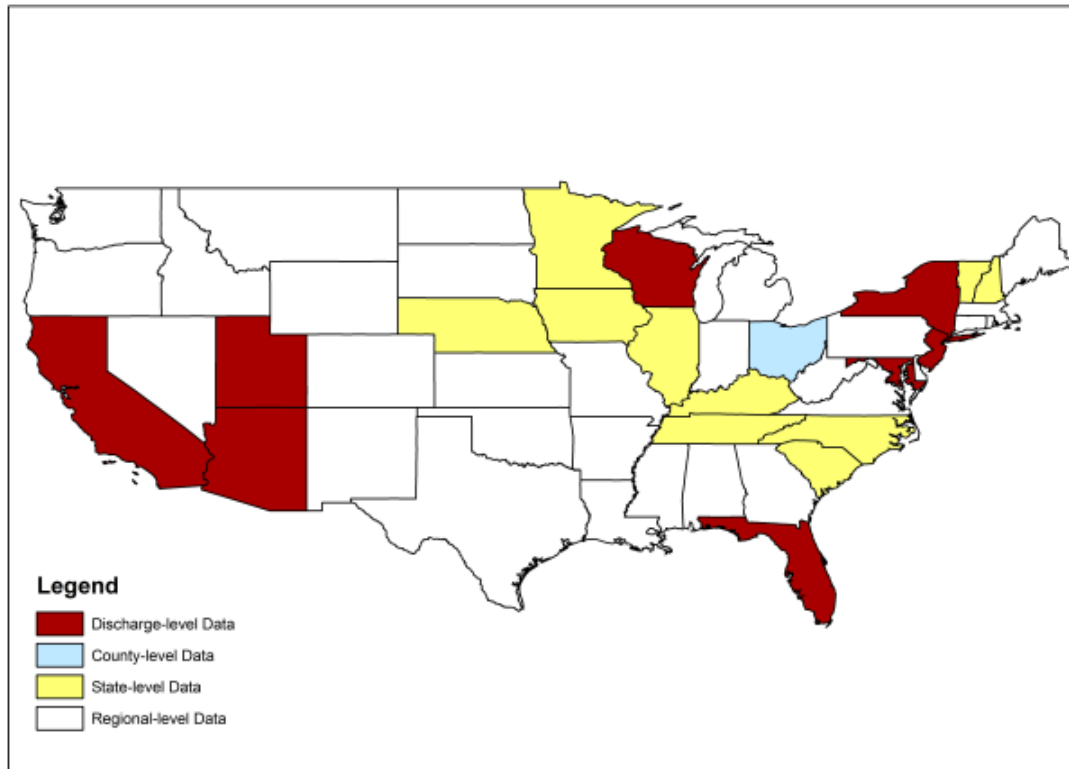 Legend
Discharge-level Data
County-level Data
State-level Data
Regional-level Data